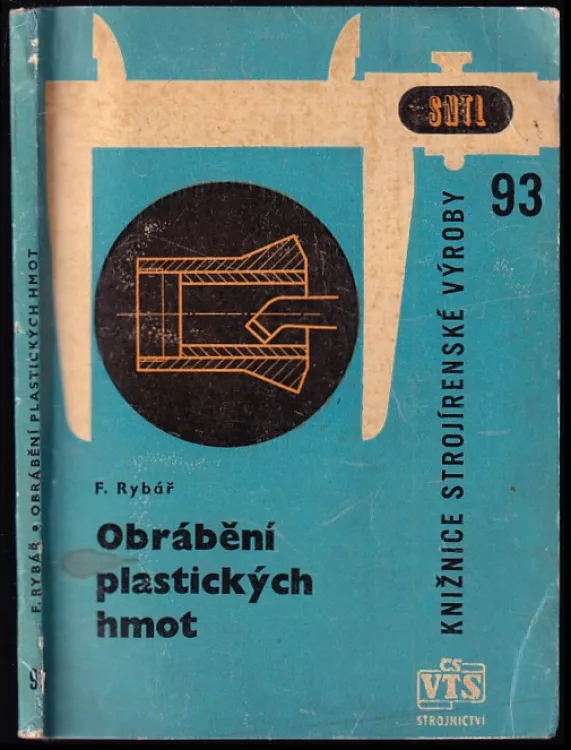 SNTL
93
KNIŽNICE STROJÍRENSKÉ VÝROBY
F. Rybář
Obrábění
plastických
hmot
ČS
VTS
STROJNICTVÍ
F. RYBÁŘ • OBRÁBĚNÍ PLASTICKÝCH HMOT